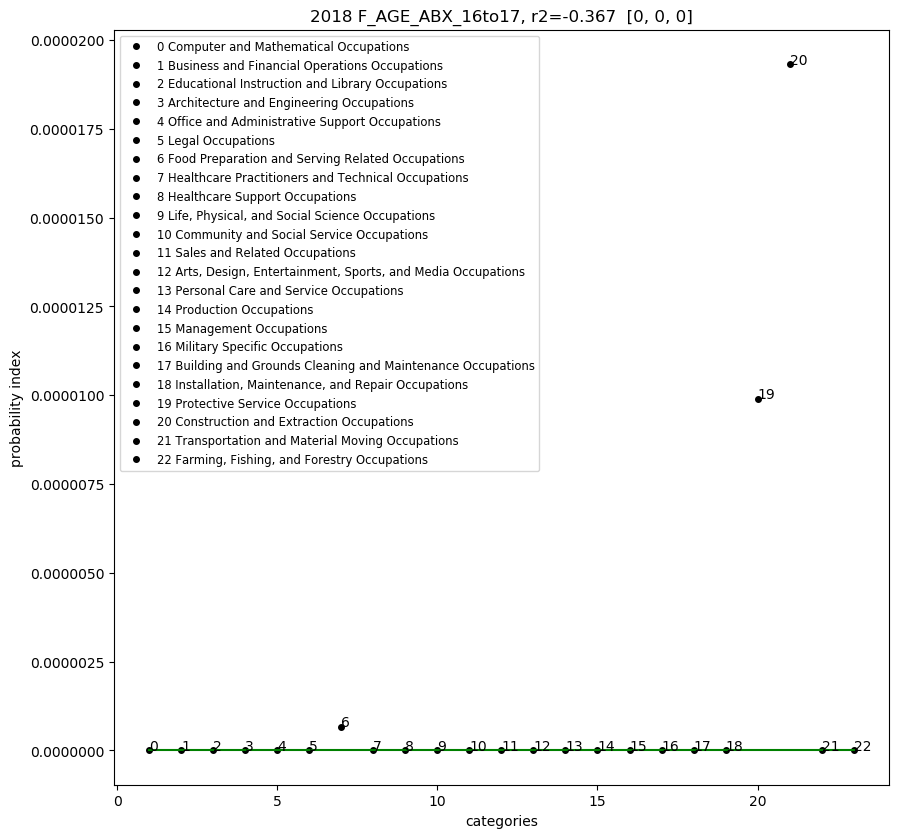 2018 F_AGE_ABX_16to17, r2=-0.367  [0, 0, 0]
0.0000200
0.0000175
0.0000150
0.0000125
0.0000100
0.0000075
0.0000050
0.0000025
0.0000000
probability index
0 Computer and Mathematical Occupations
1 Business and Financial Operations Occupations
2 Educational Instruction and Library Occupations
3 Architecture and Engineering Occupations
4 Office and Administrative Support Occupations
5 Legal Occupations
6 Food Preparation and Serving Related Occupations
7 Healthcare Practitioners and Technical Occupations
8 Healthcare Support Occupations
9 Life, Physical, and Social Science Occupations
10 Community and Social Service Occupations
11 Sales and Related Occupations
12 Arts, Design, Entertainment, Sports, and Media Occupations
13 Personal Care and Service Occupations
14 Production Occupations
15 Management Occupations
16 Military Specific Occupations
17 Building and Grounds Cleaning and Maintenance Occupations
18 Installation, Maintenance, and Repair Occupations
19 Protective Service Occupations
20 Construction and Extraction Occupations
21 Transportation and Material Moving Occupations
22 Farming, Fishing, and Forestry Occupations
20
19
6
0 1 2 3 4 5 7 8 9 10 11 12 13 14 15 16 17 18 21 22
0 5 10 15 20
categories